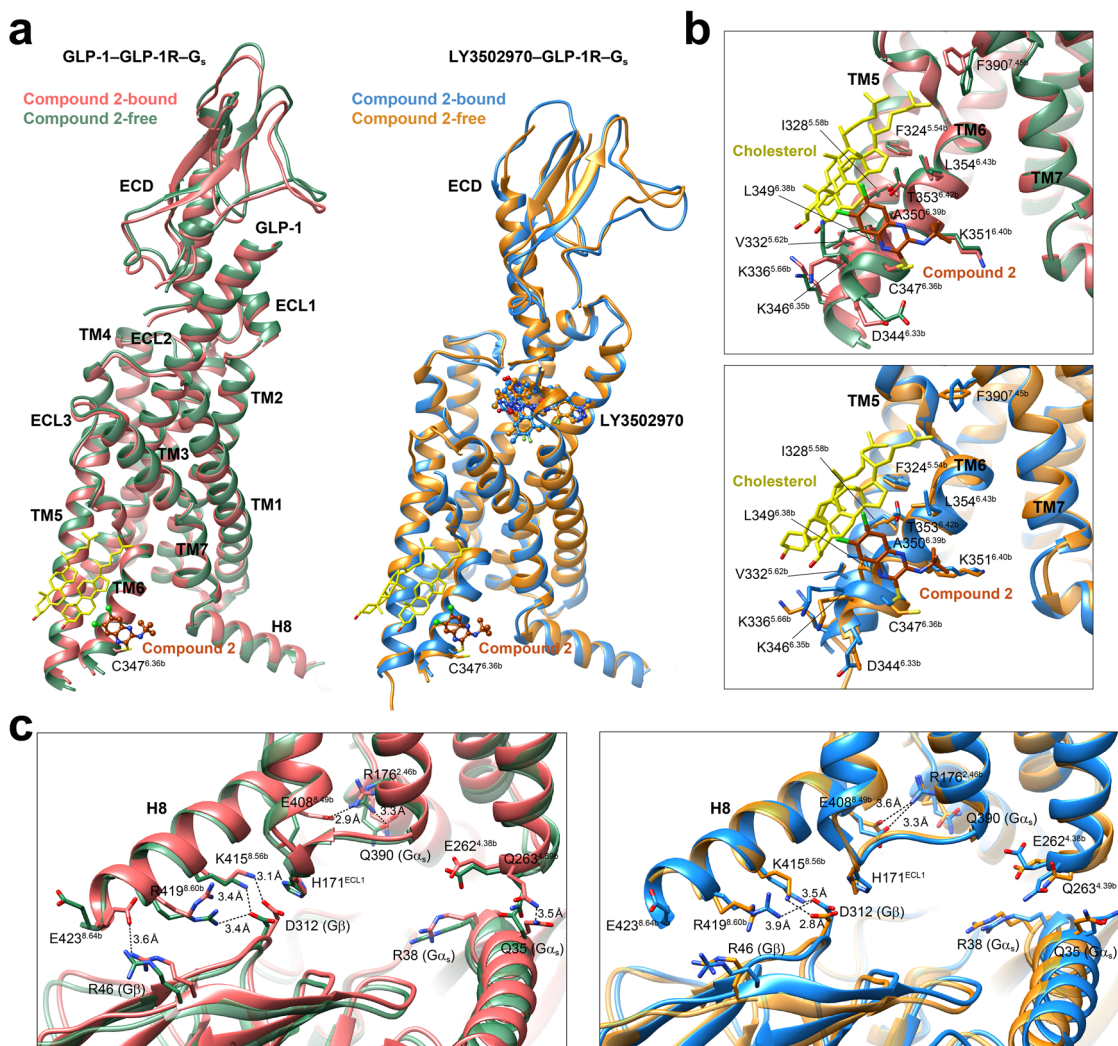 a
GLP-1–GLP-1R–Gₛ
Compound 2-bound
Compound 2-free
ECD
GLP-1
ECL1
TM4
ECL2
TM2
ECL3
TM3
TM5
TM1
TM7
TM6
H8
Compound 2
C347⁶·³⁶ᵇ
LY3502970–GLP-1R–Gₛ
Compound 2-bound
Compound 2-free
ECD
LY3502970
Compound 2
C347⁶·³⁶ᵇ
b
F390⁷·⁴⁵ᵇ
TM5
I328⁵·⁵⁸ᵇ
F324⁵·⁵⁴ᵇ
TM6
Cholesterol
L354⁶·⁴³ᵇ
TM7
L349⁶·³⁸ᵇ
T353⁶·⁴²ᵇ
A350⁶·³⁹ᵇ
V332⁵·⁶²ᵇ
K351⁶·⁴⁰ᵇ
K336⁵·⁶⁶ᵇ
Compound 2
C347⁶·³⁶ᵇ
K346⁶·³⁵ᵇ
D344⁶·³³ᵇ
F390⁷·⁴⁵ᵇ
TM5
I328⁵·⁵⁸ᵇ
F324⁵·⁵⁴ᵇ
TM6
Cholesterol
L354⁶·⁴³ᵇ
TM7
L349⁶·³⁸ᵇ
T353⁶·⁴²ᵇ
A350⁶·³⁹ᵇ
K351⁶·⁴⁰ᵇ
V332⁵·⁶²ᵇ
Compound 2
K336⁵·⁶⁶ᵇ
C347⁶·³⁶ᵇ
K346⁶·³⁵ᵇ
D344⁶·³³ᵇ
c
R176²·⁴⁶ᵇ
H8
E408⁸·⁴⁹ᵇ
3.3Å
2.9Å
Q390 (Gαₛ)
E262⁴·³⁸ᵇ
K415⁸·⁵⁶ᵇ
Q263⁴·³⁹ᵇ
3.1Å
H171ᴱᶜᴸ¹
R419⁸·⁶⁰ᵇ
3.4Å
3.4Å
D312 (Gβ)
3.5Å
E423⁸·⁶⁴ᵇ
3.6Å
R38 (Gαₛ)
Q35 (Gαₛ)
R46 (Gβ)
R176²·⁴⁶ᵇ
H8
E408⁸·⁴⁹ᵇ
3.6Å
3.3Å
Q390 (Gαₛ)
E262⁴·³⁸ᵇ
K415⁸·⁵⁶ᵇ
H171ᴱᶜᴸ¹
Q263⁴·³⁹ᵇ
3.5Å
D312 (Gβ)
E423⁸·⁶⁴ᵇ
R419⁸·⁶⁰ᵇ
3.9Å
2.8Å
R46 (Gβ)
R38 (Gαₛ)
Q35 (Gαₛ)